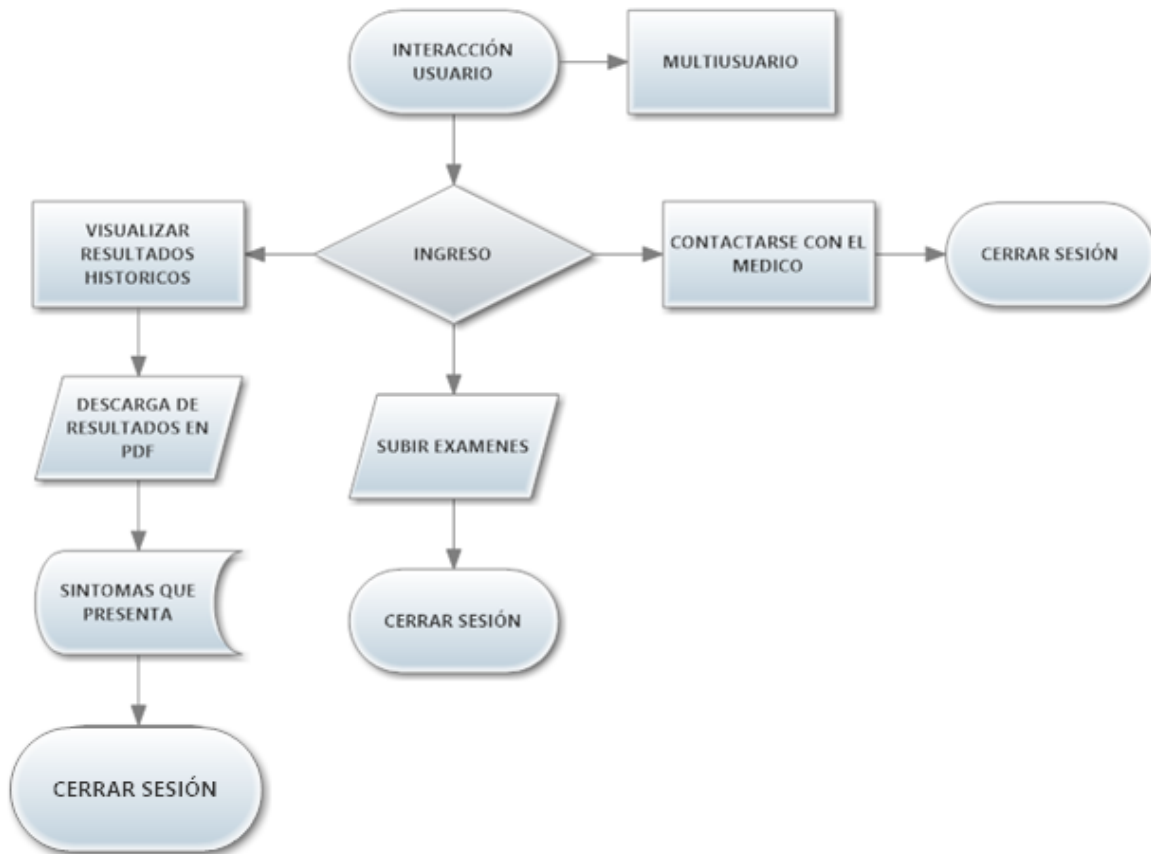 INTERACCIÓN
USUARIO
MULTIUSUARIO
VISUALIZAR
RESULTADOS
HISTORICOS
INGRESO
CONTACTARSE CON EL
MEDICO
CERRAR SESIÓN
DESCARGA DE
RESULTADOS EN
PDF
SUBIR EXAMENES
SINTOMAS QUE
PRESENTA
CERRAR SESIÓN
CERRAR SESIÓN